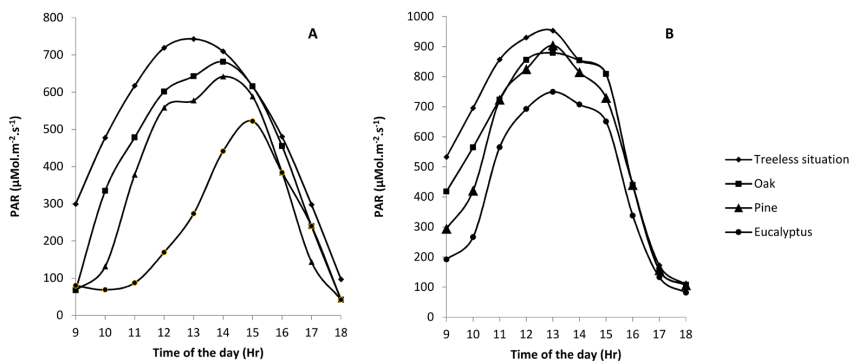 A
PAR (µMol.m-2.s-1)
800
700
600
500
400
300
200
100
0
9 10 11 12 13 14 15 16 17 18
Time of the day (Hr)
B
PAR (µMol.m-2.s-1)
1000
900
800
700
600
500
400
300
200
100
0
9 10 11 12 13 14 15 16 17 18
Time of the day (Hr)
Treeless situation
Oak
Pine
Eucalyptus